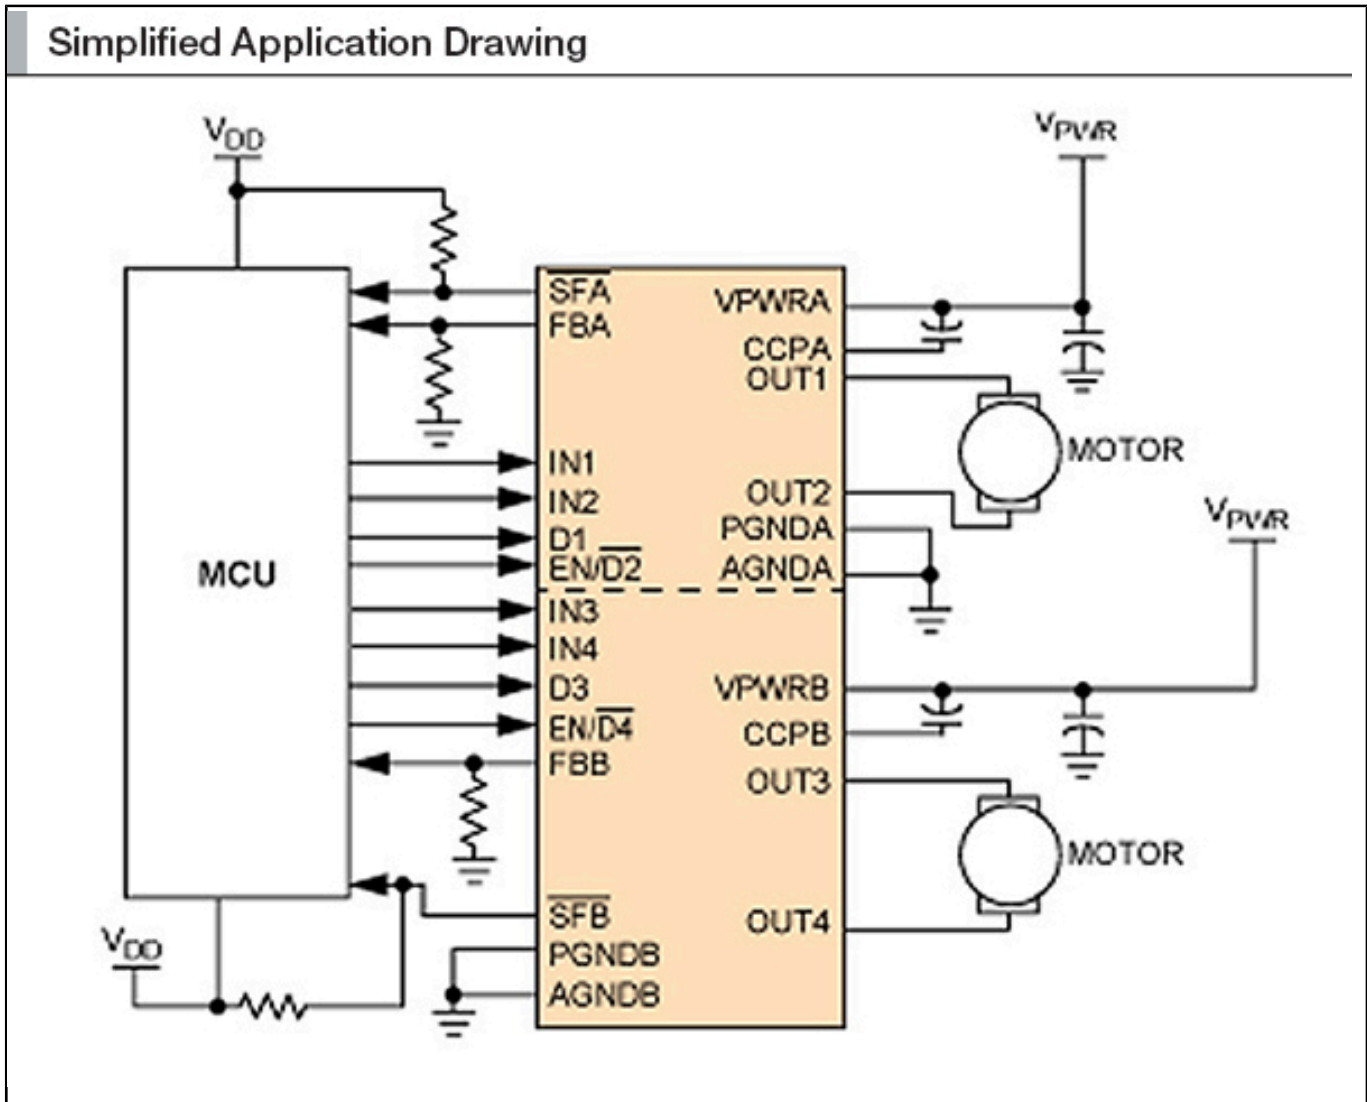 Simplified Application Drawing
VDD
VPWR
SFA
FBA
VPWRA
CCPA
OUT1
MOTOR
IN1
IN2
D1
EN/D2
OUT2
PGNDA
AGNDA
VPWR
MCU
IN3
IN4
D3
EN/D4
FBB
VPWRB
CCPB
OUT3
MOTOR
OUT4
SFB
PGNDB
AGNDB
VDD